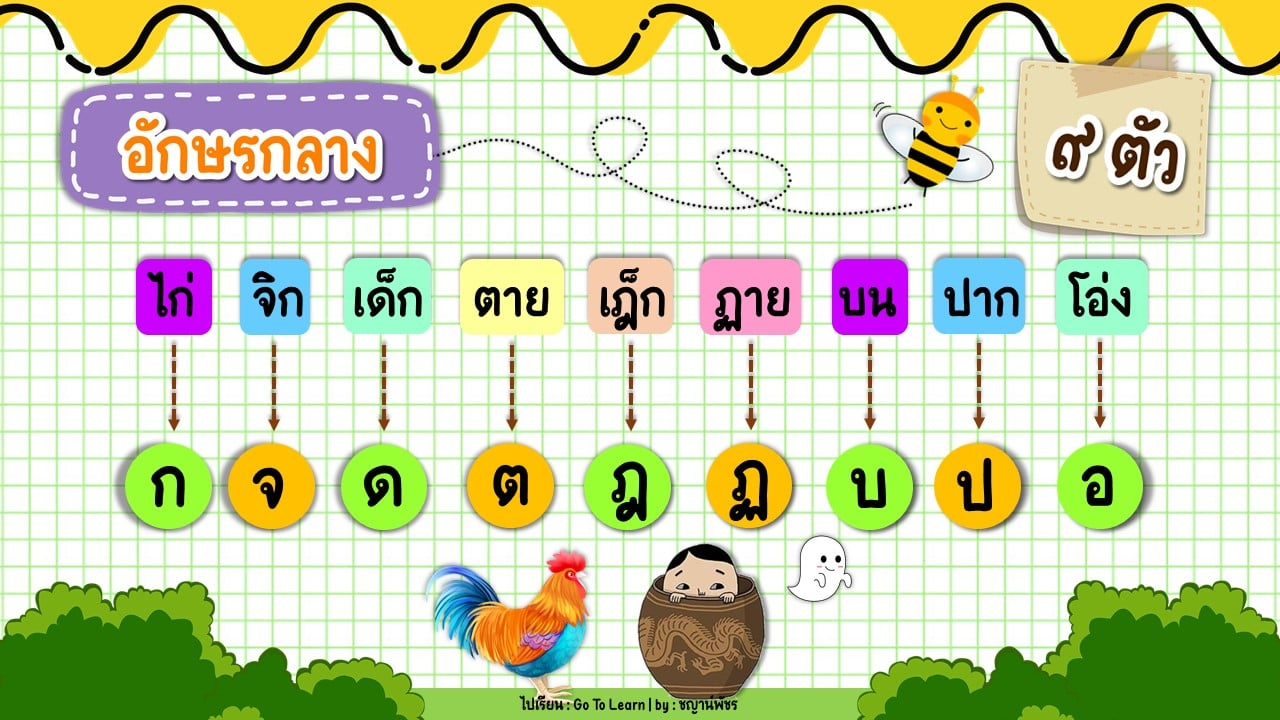 อักษรกลาง
๙ ตัว
ไก่ จิก เด็ก ตาย เฎ็ก ฏาย บน ปาก โอ่ง
ก จ ด ต ฎ ฏ บ ป อ
ไปเรียน : Go To Learn | by : ชญาน์พัชร